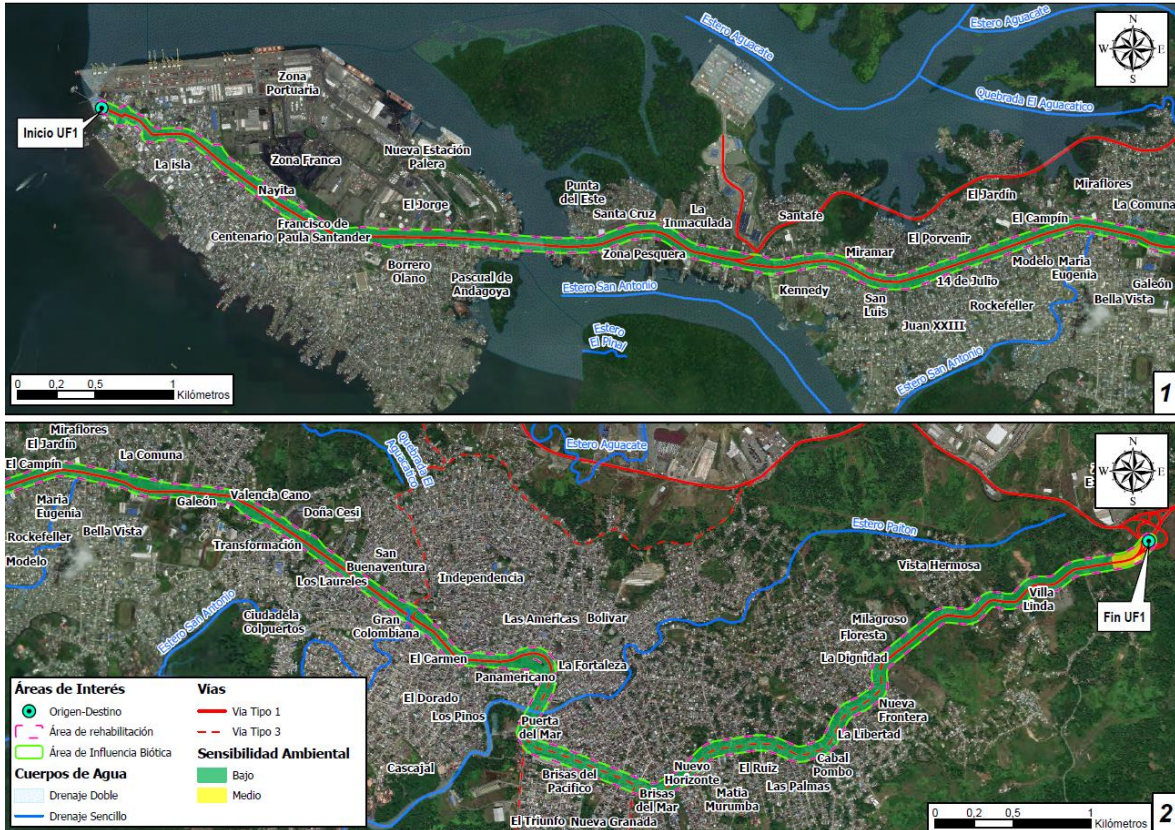 Estero Aguacate
Estero Aguacate
N
W
E
S
Quebrada El Aguacatico
Inicio UF1
Zona
Portuaria
La isla
Zona Franca
Nueva Estación
Palera
Nayita
El Jorge
Francisco de
Paula Santander
Centenario
Borrero
Olano
Pascual de
Andagoya
Punta
del Este
Santa Cruz
La
Inmaculada
Zona Pesquera
Santafe
Estero San Antonio
Estero
El Pinal
Kennedy
Miramar
San
Luis
El Porvenir
El Jardín
Miraflores
La Comuna
El Campín
14 de Julio
Modelo
Maria
Eugenia
Galeón
Bella Vista
Rockefeller
Juan XXIII
Estero San Antonio
0
0,2
0,5
1
Kilómetros
1
Miraflores
El Jardín
La Comuna
El Campín
Maria
Eugenia
Galeón
Valencia Cano
Doña Cesi
Rockefeller
Bella Vista
Modelo
Transformación
Los Laureles
San
Buenaventura
Quebrada El
Aguacatico
Estero Aguacate
Independencia
Estero San Antonio
Ciudadela
Colpuertos
Gran
Colombiana
Las Americas
Bolivar
El Carmen
Panamericano
La Fortaleza
El Dorado
Los Pinos
Puerta
del Mar
Cascajal
Brisas del
Pacifico
El Triunfo
Nueva Granada
Brisas
del Mar
Nuevo
Horizonte
Matia
Murumba
El Ruiz
Las Palmas
Cabal
Pombo
La Libertad
Nueva
Frontera
La Dignidad
Floresta
Milagroso
Estero Pailon
Vista Hermosa
Villa
Linda
N
W
E
S
Fin UF1
Áreas de Interés
Origen-Destino
Área de rehabilitación
Área de Influencia Biótica
Cuerpos de Agua
Drenaje Doble
Drenaje Sencillo
Vías
Via Tipo 1
Via Tipo 3
Sensibilidad Ambiental
Bajo
Medio
0
0,2
0,5
1
Kilómetros
2